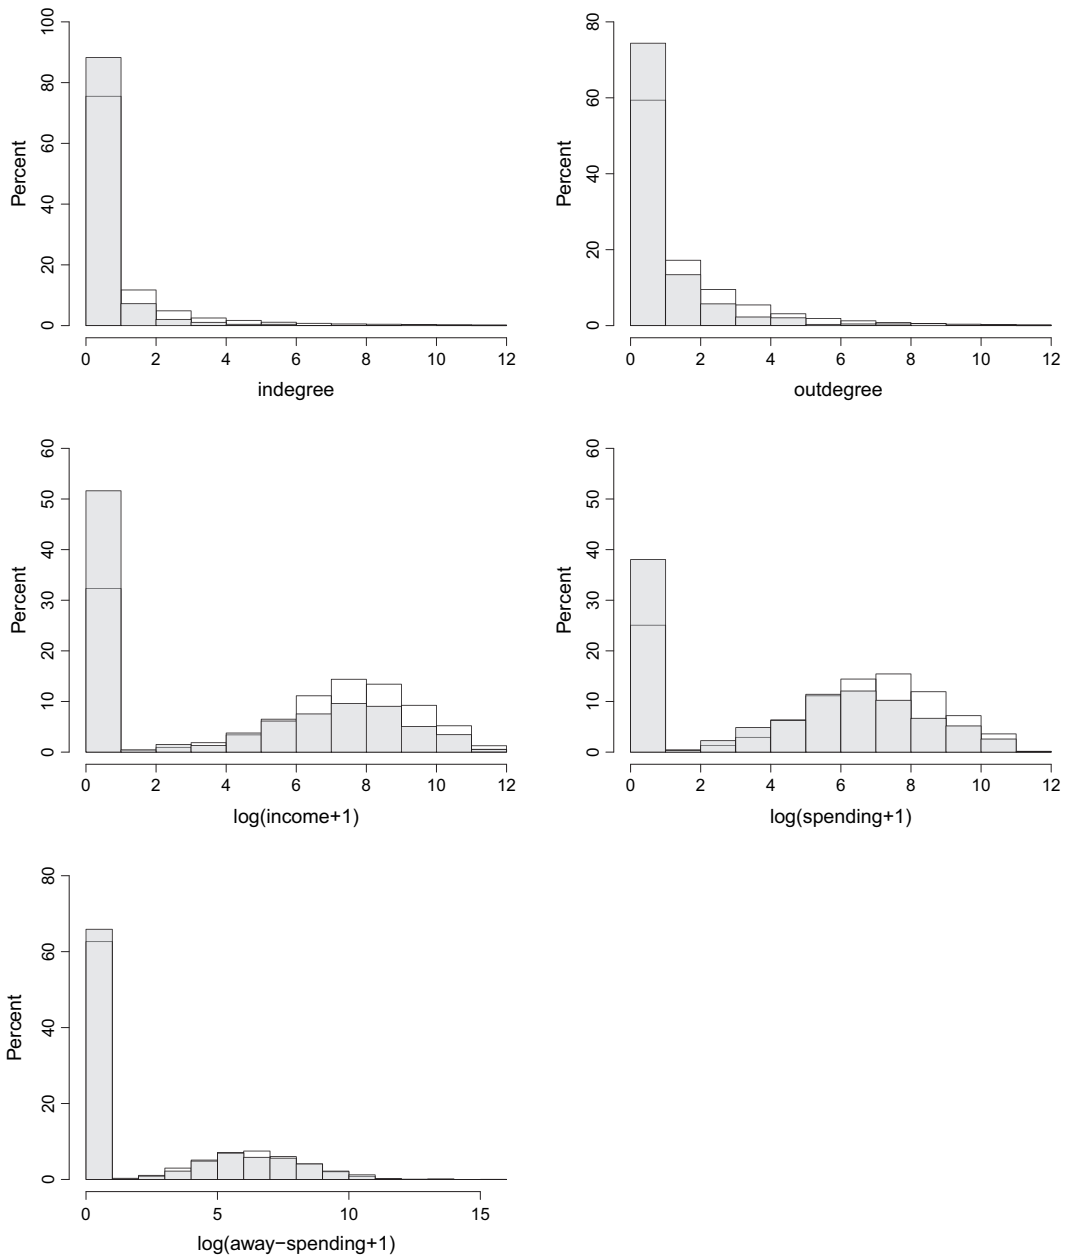 Percent
0 20 40 60 80 100
0 2 4 6 8 10 12
indegree
Percent
0 20 40 60 80
0 2 4 6 8 10 12
outdegree
Percent
0 10 20 30 40 50 60
0 2 4 6 8 10 12
log(income+1)
Percent
0 10 20 30 40 50 60
0 2 4 6 8 10 12
log(spending+1)
Percent
0 20 40 60 80
0 5 10 15
log(away−spending+1)